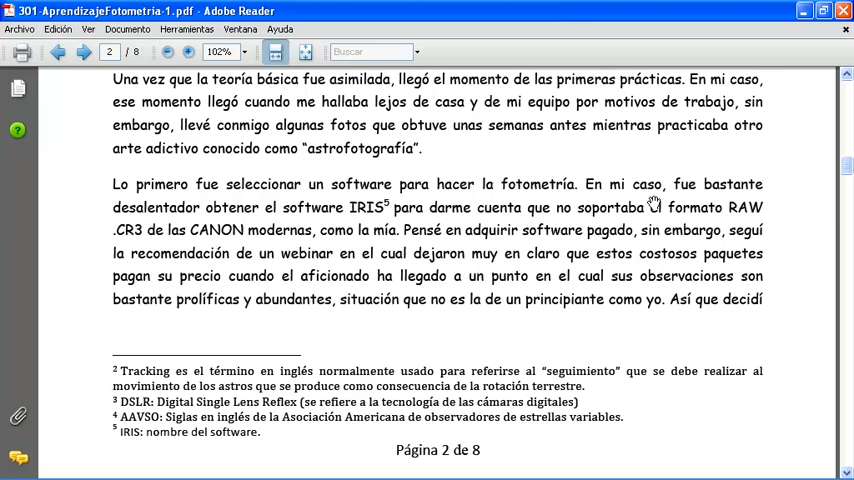 301-AprendizajeFotometria-1.pdf - Adobe Reader
Archivo Edición Ver Documento Herramientas Ventana Ayuda
2 / 8 102% Buscar
Una vez que la teoría básica fue asimilada, llegó el momento de las primeras prácticas. En mi caso,
ese momento llegó cuando me hallaba lejos de casa y de mi equipo por motivos de trabajo, sin
embargo, llevé conmigo algunas fotos que obtuve unas semanas antes mientras practicaba otro
arte adictivo conocido como “astrofotografía”.
Lo primero fue seleccionar un software para hacer la fotometría. En mi caso, fue bastante
desalentador obtener el software IRIS5 para darme cuenta que no soportaba el formato RAW
.CR3 de las CANON modernas, como la mía. Pensé en adquirir software pagado, sin embargo, seguí
la recomendación de un webinar en el cual dejaron muy en claro que estos costosos paquetes
pagan su precio cuando el aficionado ha llegado a un punto en el cual sus observaciones son
bastante prolíficas y abundantes, situación que no es la de un principiante como yo. Así que decidí
2 Tracking es el término en inglés normalmente usado para referirse al “seguimiento” que se debe realizar al
movimiento de los astros que se produce como consecuencia de la rotación terrestre.
3 DSLR: Digital Single Lens Reflex (se refiere a la tecnología de las cámaras digitales)
4 AAVSO: Siglas en inglés de la Asociación Americana de observadores de estrellas variables.
5 IRIS: nombre del software.
Página 2 de 8